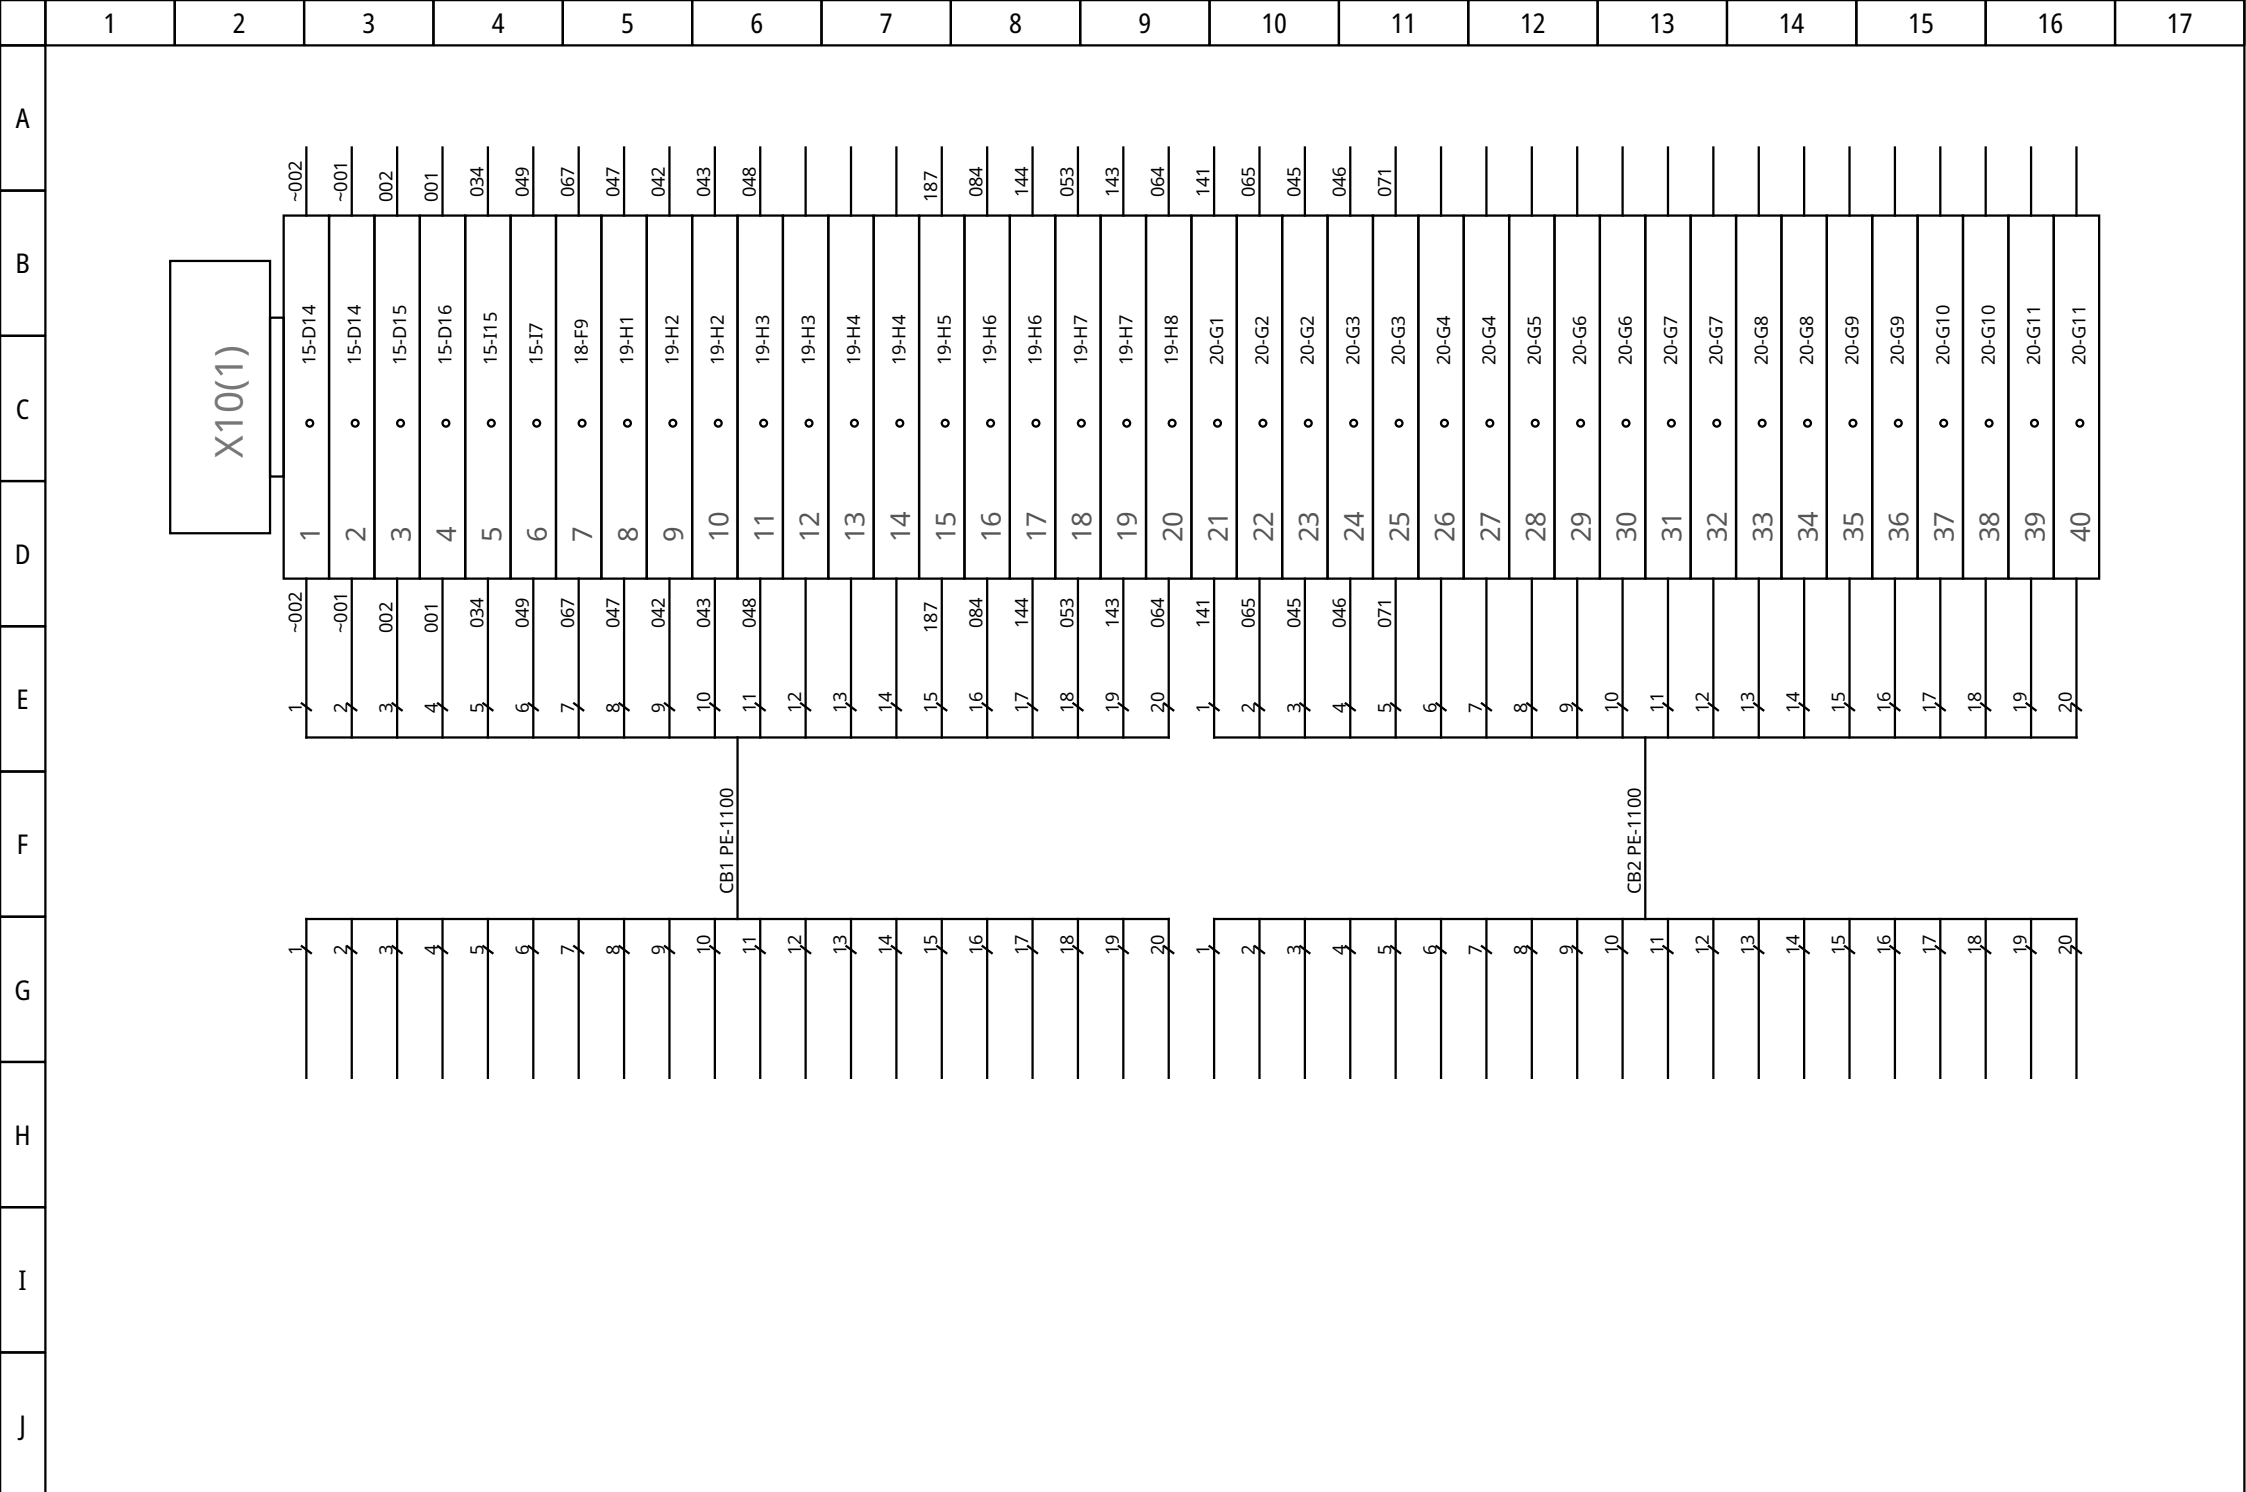 1 2 3 4 5 6 7 8 9 10 11 12 13 14 15 16 17
A
B
C
D
E
F
G
H
I
J
~002 ~001 002 001 034 049 067 047 042 043 048 187 084 144 053 143 064 141 065 045 046 071
X10(1)
15-D14 15-D14 15-D15 15-D16 15-I15 15-I7 18-F9 19-H1 19-H2 19-H2 19-H3 19-H3 19-H4 19-H4 19-H5 19-H6 19-H6 19-H7 19-H7 19-H8 20-G1 20-G2 20-G2 20-G3 20-G3 20-G4 20-G4 20-G5 20-G6 20-G6 20-G7 20-G7 20-G8 20-G8 20-G9 20-G9 20-G10 20-G10 20-G11 20-G11
1 2 3 4 5 6 7 8 9 10 11 12 13 14 15 16 17 18 19 20 21 22 23 24 25 26 27 28 29 30 31 32 33 34 35 36 37 38 39 40
~002 ~001 002 001 034 049 067 047 042 043 048 187 084 144 053 143 064 141 065 045 046 071
1 2 3 4 5 6 7 8 9 10 11 12 13 14 15 16 17 18 19 20 1 2 3 4 5 6 7 8 9 10 11 12 13 14 15 16 17 18 19 20
CB1 PE-1100
CB2 PE-1100
1 2 3 4 5 6 7 8 9 10 11 12 13 14 15 16 17 18 19 20 1 2 3 4 5 6 7 8 9 10 11 12 13 14 15 16 17 18 19 20